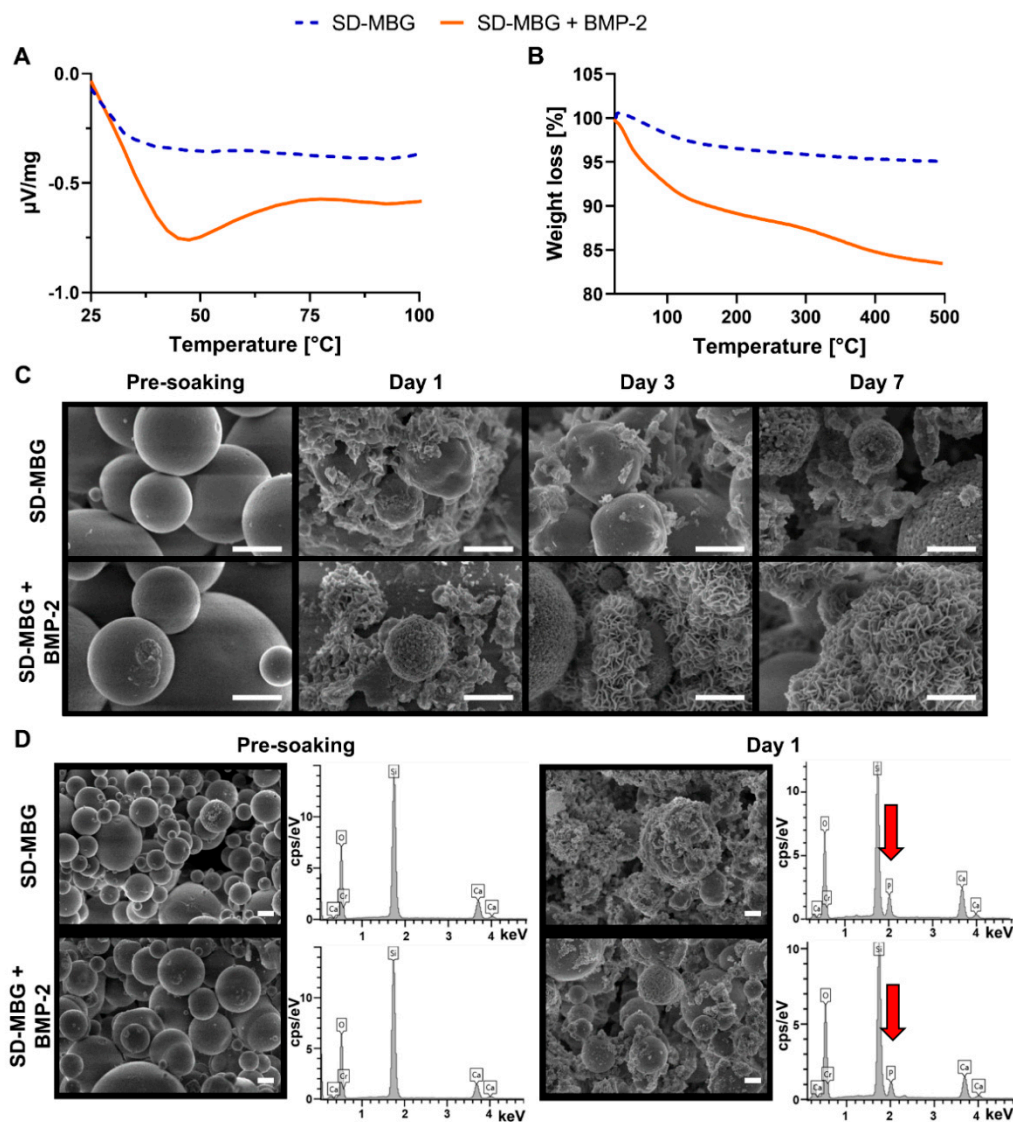 SD-MBG SD-MBG + BMP-2
A
0.0
-0.5
-1.0
µV/mg
25 50 75 100
Temperature [°C]
B
100
95
90
85
80
Weight loss [%]
100 200 300 400 500
Temperature [°C]
C
Pre-soaking Day 1 Day 3 Day 7
SD-MBG
SD-MBG +
BMP-2
D
Pre-soaking Day 1
SD-MBG
cps/eV
10
5
0
Si
O
Cr
Ca
Ca
Ca
1 2 3 4 keV
cps/eV
10
5
0
Si
O
P
Cr
Ca
Ca
Ca
1 2 3 4 keV
SD-MBG +
BMP-2
cps/eV
10
5
0
Si
O
Cr
Ca
Ca
Ca
1 2 3 4 keV
cps/eV
10
5
0
Si
O
P
Cr
Ca
Ca
Ca
1 2 3 4 keV